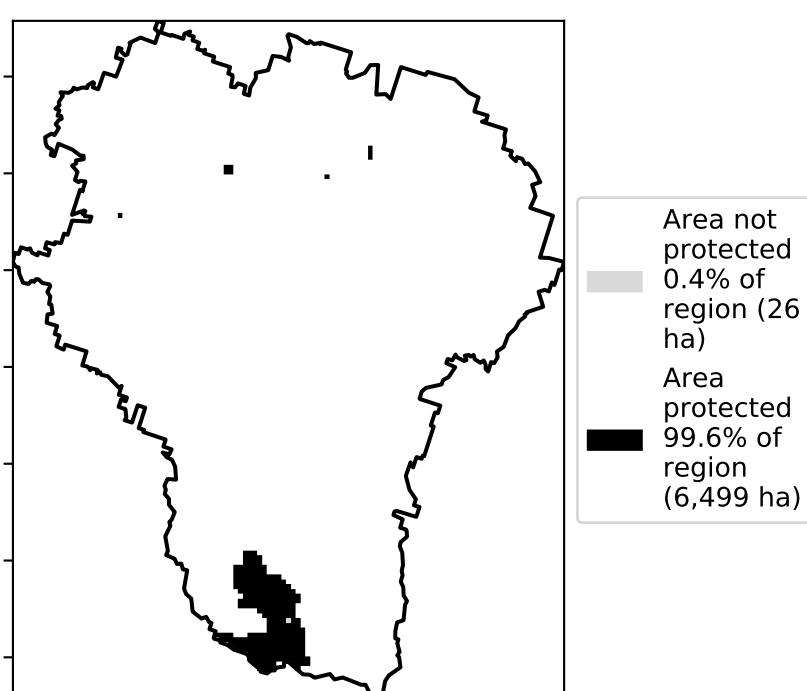 Area not
protected
0.4% of
region (26
ha)
Area
protected
99.6% of
region
(6,499 ha)